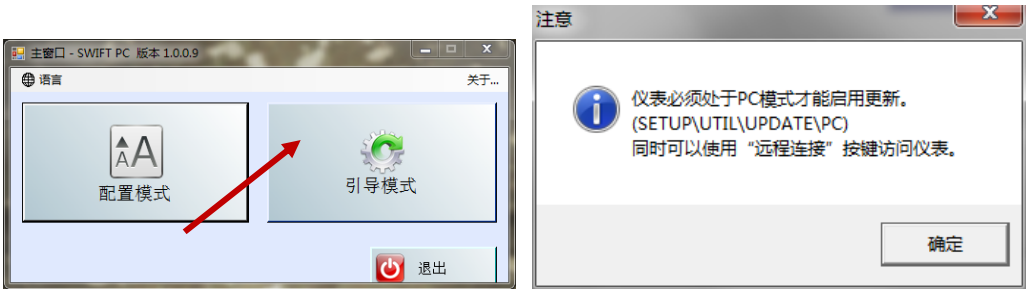 主窗口 - SWIFT PC 版本 1.0.0.9
语言
关于...
AA
配置模式
引导模式
退出
注意
仪表必须处于PC模式才能启用更新。
(SETUP\UTIL\UPDATE\PC)
同时可以使用“远程连接”按键访问仪表。
确定